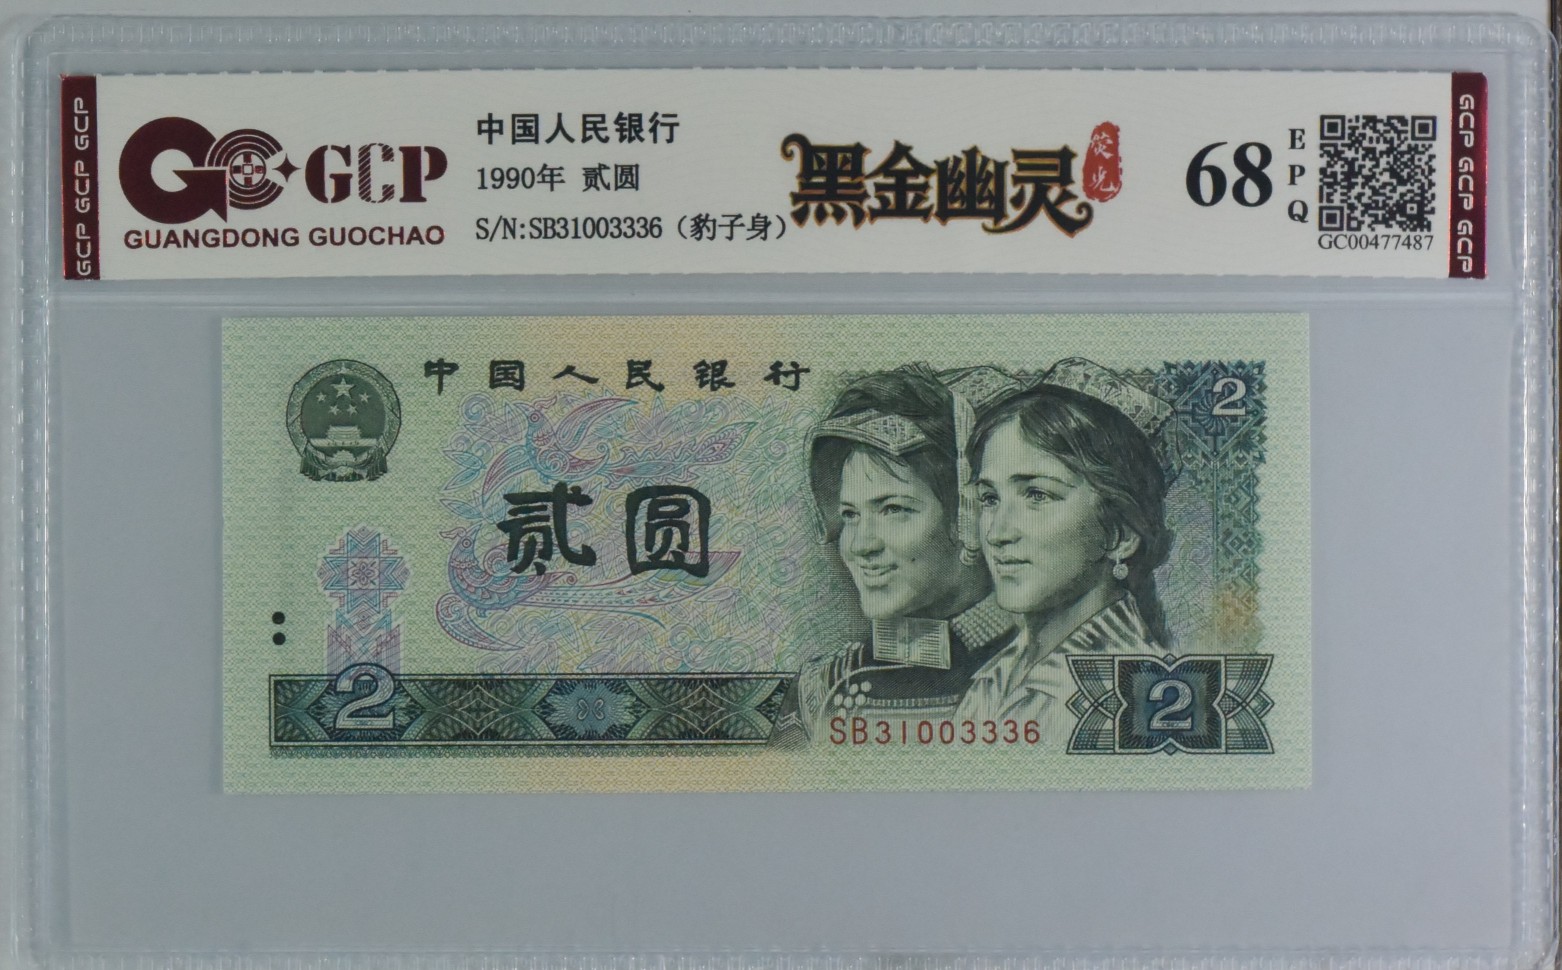 GCP GCP GCP
GCP
GUANGDONG GUOCHAO
中国人民银行
1990年 贰圆
S/N:SB31003336（豹子身）
黑金幽灵
荧光
68
EPQ
GC00477487
GCP GCP GCP
中国人民银行
2
贰圆
2
SB31003336
2